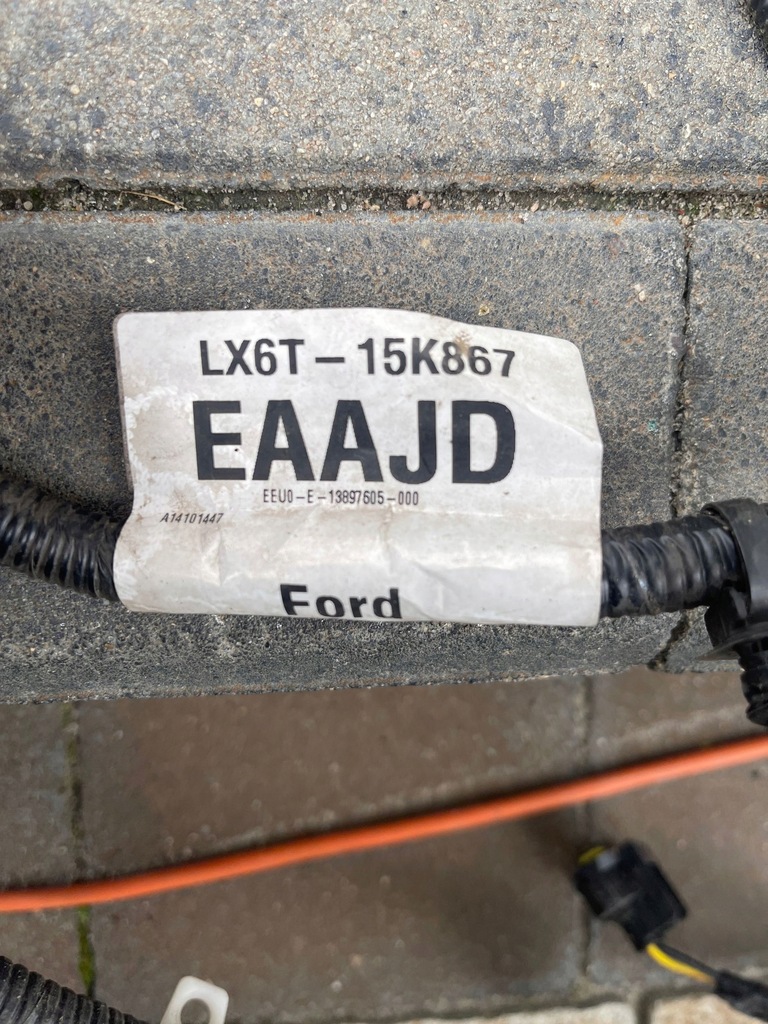 LX6T-15K867
EAAJD
EEU0-E-13897605-000
A14101447
Ford